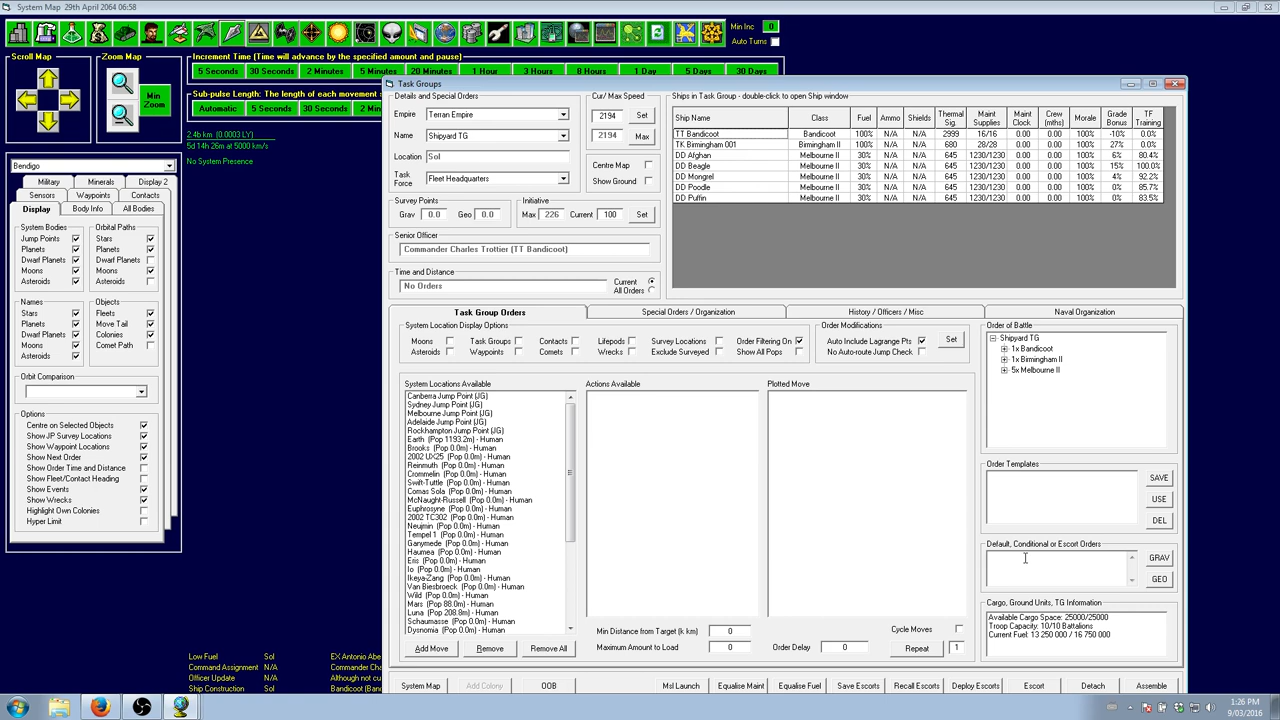 System Map  29th April 2064 06:58
Min Inc 0
Auto Turns
Scroll Map
Zoom Map
Min
Zoom
Increment Time (Time will advance by the specified amount and pause)
5 Seconds 30 Seconds 2 Minutes 5 Minutes 20 Minutes 1 Hour 3 Hours 8 Hours 1 Day 5 Days 30 Days
Sub-pulse Length: The length of each movement
Automatic 5 Seconds 30 Seconds 2 Min
2.4b km  (0.0003 LY)
5d 14h 26m at 5000 km/s
No System Presence
Bendigo
Military Minerals Display 2
Sensors Waypoints Contacts
Display Body Info All Bodies
System Bodies
Jump Points
Planets
Dwarf Planets
Moons
Asteroids
Orbital Paths
Stars
Planets
Dwarf Planets
Moons
Asteroids
Names
Stars
Planets
Dwarf Planets
Moons
Asteroids
Objects
Fleets
Move Tail
Colonies
Comet Path
Orbit Comparison
Options
Centre on Selected Objects
Show JP Survey Locations
Show Waypoint Locations
Show Next Order
Show Order Time and Distance
Show Fleet/Contact Heading
Show Events
Show Wrecks
Highlight Own Colonies
Hyper Limit
Low Fuel Sol EX Antonio Abe
Command Assignment N/A Commander Cha
Officer Update N/A Although not cu
Ship Construction Sol Bandicoot (Ban
Task Groups
Details and Special Orders
Empire Terran Empire
Name Shipyard TG
Location Sol
Task
Force Fleet Headquarters
Cur/ Max Speed
2194 Set
2194 Max
Centre Map
Show Ground
Survey Points
Grav 0.0 Geo 0.0
Initiative
Max 226 Current 100 Set
Senior Officer
Commander Charles Trottier (TT Bandicoot)
Time and Distance
No Orders
Current
All Orders
Ships in Task Group - double-click to open Ship window
Ship Name Class Fuel Ammo Shields Thermal Sig. Maint Supplies Maint Clock Crew (mths) Morale Grade Bonus TF Training
TT Bandicoot Bandicoot 100% N/A N/A 2999 16/16 0.00 0.00 100% -10% 0.0%
TK Birmingham 001 Birmingham II 100% N/A N/A 680 28/28 0.00 0.00 100% 27% 0.0%
DD Afghan Melbourne II 30% N/A N/A 645 1230/1230 0.00 0.00 100% 6% 80.4%
DD Beagle Melbourne II 30% N/A N/A 645 1230/1230 0.00 0.00 100% 15% 100.0%
DD Mongrel Melbourne II 30% N/A N/A 645 1230/1230 0.00 0.00 100% 4% 92.2%
DD Poodle Melbourne II 30% N/A N/A 645 1230/1230 0.00 0.00 100% 0% 85.7%
DD Puffin Melbourne II 30% N/A N/A 645 1230/1230 0.00 0.00 100% 0% 83.5%
Task Group Orders Special Orders / Organization History / Officers / Misc Naval Organization
System Location Display Options
Moons Task Groups Contacts Lifepods Survey Locations Order Filtering On
Asteroids Waypoints Comets Wrecks Exclude Surveyed Show All Pops
Order Modifications
Auto Include Lagrange Pts
No Auto-route Jump Check
Set
System Locations Available
Canberra Jump Point (JG)
Sydney Jump Point (JG)
Melbourne Jump Point (JG)
Adelaide Jump Point (JG)
Rockhampton Jump Point (JG)
Earth  (Pop 1193.2m) - Human
Brooks  (Pop 0.0m) - Human
2002 UX25  (Pop 0.0m) - Human
Reinmuth  (Pop 0.0m) - Human
Crommelin  (Pop 0.0m) - Human
Swift-Tuttle  (Pop 0.0m) - Human
Comas Sola  (Pop 0.0m) - Human
McNaught-Russell  (Pop 0.0m) - Human
Euphrosyne  (Pop 0.0m) - Human
2002 TC302  (Pop 0.0m) - Human
Neujmin  (Pop 0.0m) - Human
Tempel 1  (Pop 0.0m) - Human
Ganymede  (Pop 0.0m) - Human
Haumea  (Pop 0.0m) - Human
Eris  (Pop 0.0m) - Human
Io  (Pop 0.0m) - Human
Ikeya-Zang  (Pop 0.0m) - Human
Van Biesbroeck  (Pop 0.0m) - Human
Wild  (Pop 0.0m) - Human
Mars  (Pop 88.0m) - Human
Luna  (Pop 208.8m) - Human
Schaumasse  (Pop 0.0m) - Human
Dysnomia  (Pop 0.0m) - Human
Actions Available
Plotted Move
Add Move Remove Remove All
Min Distance from Target (k km) 0
Maximum Amount to Load 0
Order Delay 0
Cycle Moves
Repeat 1
Order of Battle
Shipyard TG
1x Bandicoot
1x Birmingham II
5x Melbourne II
Order Templates
SAVE
USE
DEL
Default, Conditional or Escort Orders
GRAV
GEO
Cargo, Ground Units, TG Information
Available Cargo Space: 25000/25000
Troop Capacity: 10/10 Battalions
Current Fuel: 13 250 000 / 16 750 000
System Map Add Colony OOB Msl Launch Equalise Maint Equalise Fuel Save Escorts Recall Escorts Deploy Escorts Escort Detach Assemble
1:26 PM
9/03/2016